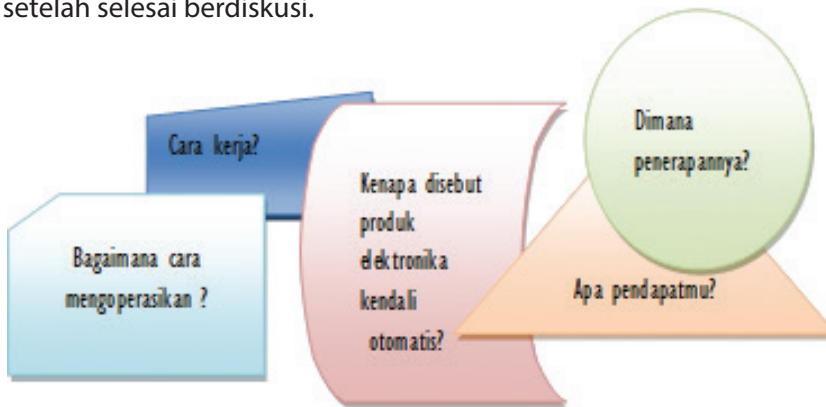 setelah selesai berdiskusi.
Cara kerja?
Bagaimana cara
mengoperasikan ?
Kenapa disebut
produk
elektronika
kendali
otomatis?
Dimana
penerapannya?
Apa pendapatmu?